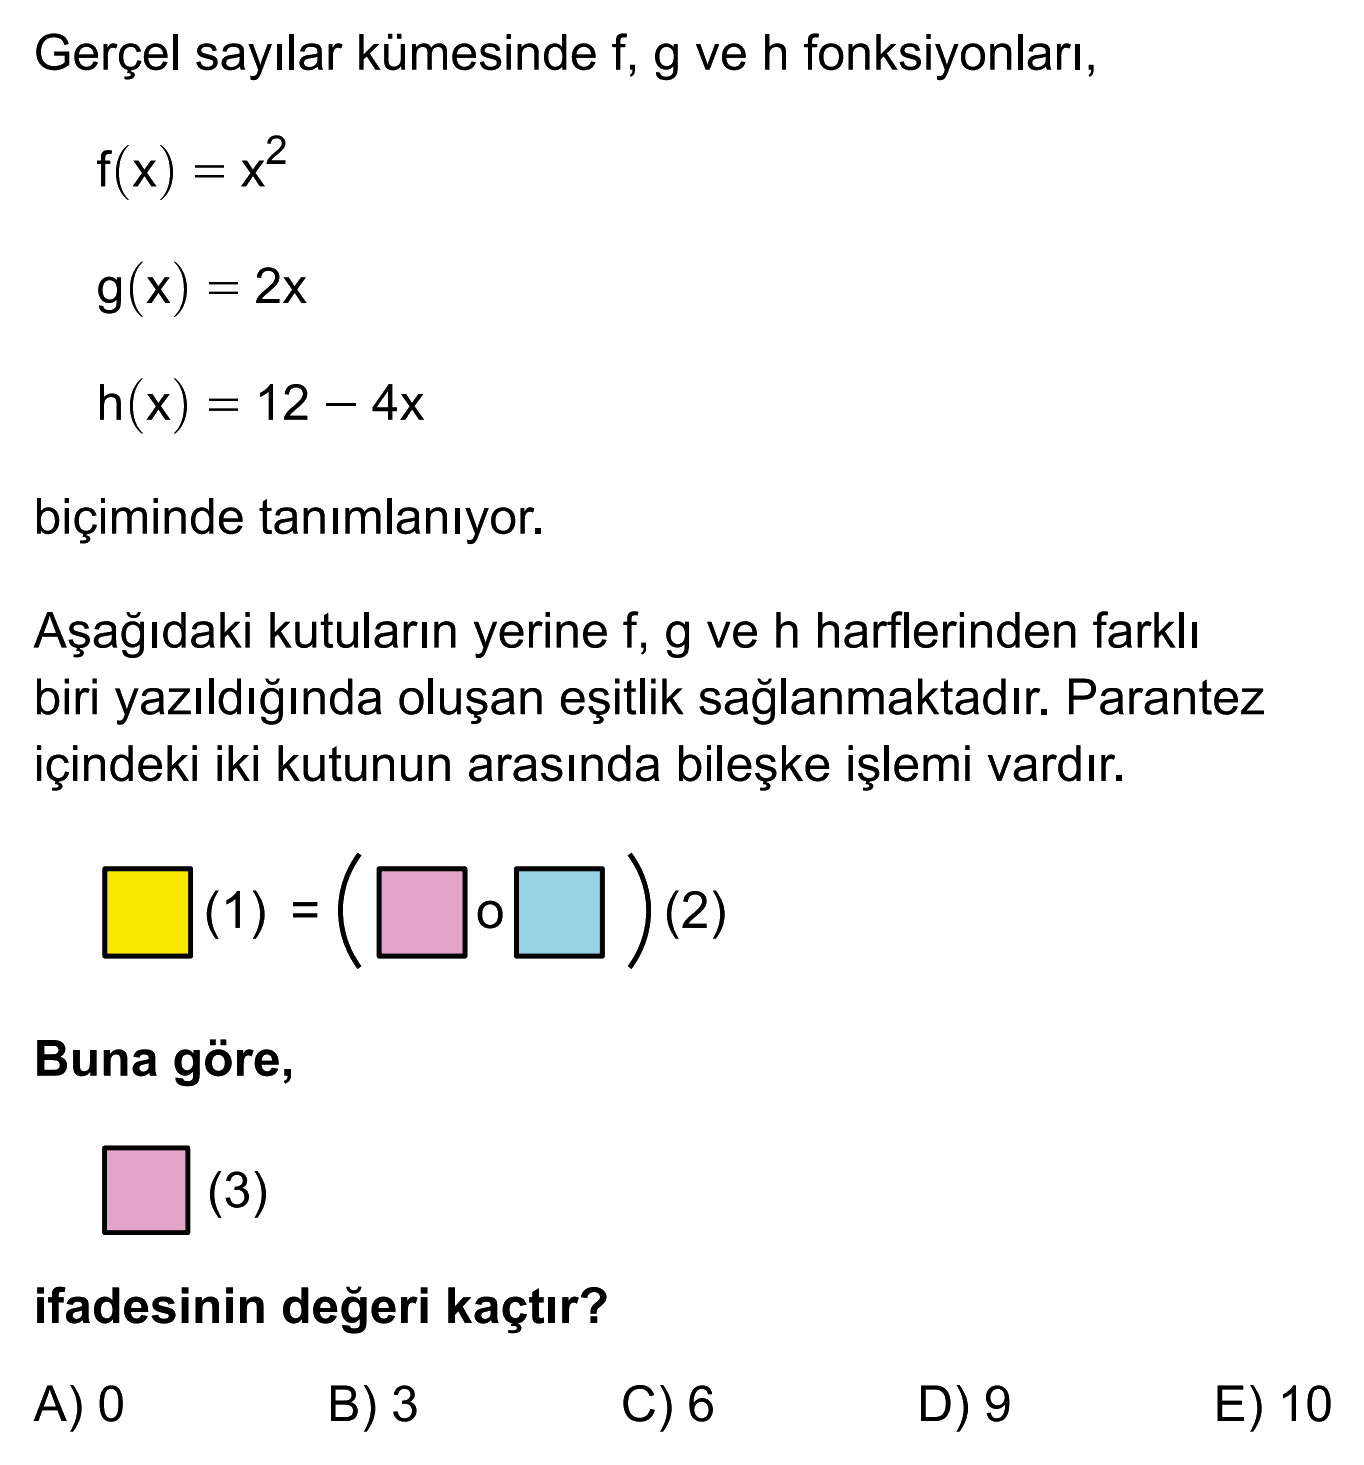 Gerçel sayılar kümesinde f, g ve h fonksiyonları,
f(x) = x²
g(x) = 2x
h(x) = 12 – 4x
biçiminde tanımlanıyor.
Aşağıdaki kutuların yerine f, g ve h harflerinden farklı
biri yazıldığında oluşan eşitlik sağlanmaktadır. Parantez
içindeki iki kutunun arasında bileşke işlemi vardır.
(1) = ( o ) (2)
Buna göre,
(3)
ifadesinin değeri kaçtır?
A) 0 B) 3 C) 6 D) 9 E) 10